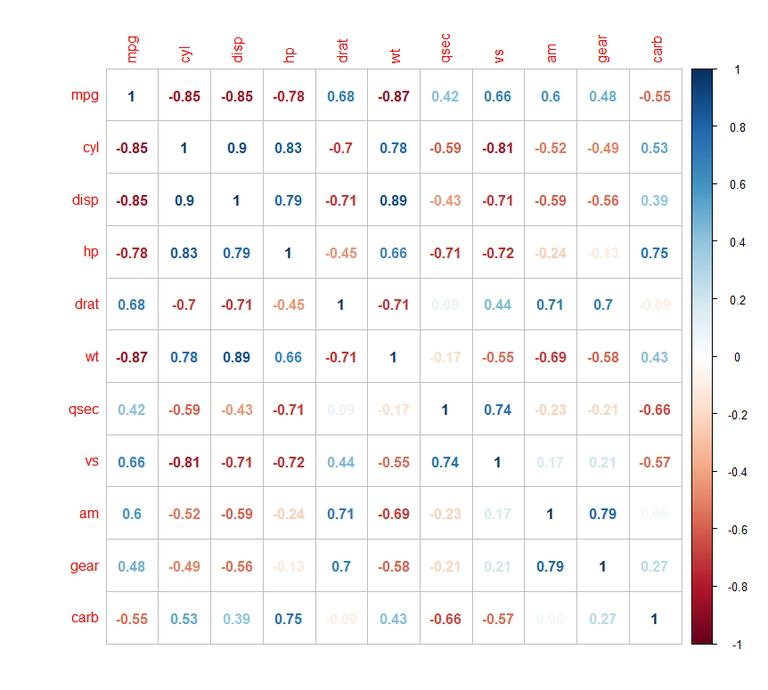 mpg cyl disp hp drat wt qsec vs am gear carb
mpg 1 -0.85 -0.85 -0.78 0.68 -0.87 0.42 0.66 0.6 0.48 -0.55
cyl -0.85 1 0.9 0.83 -0.7 0.78 -0.59 -0.81 -0.52 -0.49 0.53
disp -0.85 0.9 1 0.79 -0.71 0.89 -0.43 -0.71 -0.59 -0.56 0.39
hp -0.78 0.83 0.79 1 -0.45 0.66 -0.71 -0.72 -0.24 -0.13 0.75
drat 0.68 -0.7 -0.71 -0.45 1 -0.71 0.09 0.44 0.71 0.7 -0.09
wt -0.87 0.78 0.89 0.66 -0.71 1 -0.17 -0.55 -0.69 -0.58 0.43
qsec 0.42 -0.59 -0.43 -0.71 0.09 -0.17 1 0.74 -0.23 -0.21 -0.66
vs 0.66 -0.81 -0.71 -0.72 0.44 -0.55 0.74 1 0.17 0.21 -0.57
am 0.6 -0.52 -0.59 -0.24 0.71 -0.69 -0.23 0.17 1 0.79 0.06
gear 0.48 -0.49 -0.56 -0.13 0.7 -0.58 -0.21 0.21 0.79 1 0.27
carb -0.55 0.53 0.39 0.75 -0.09 0.43 -0.66 -0.57 0.06 0.27 1
1
0.8
0.6
0.4
0.2
0
-0.2
-0.4
-0.6
-0.8
-1